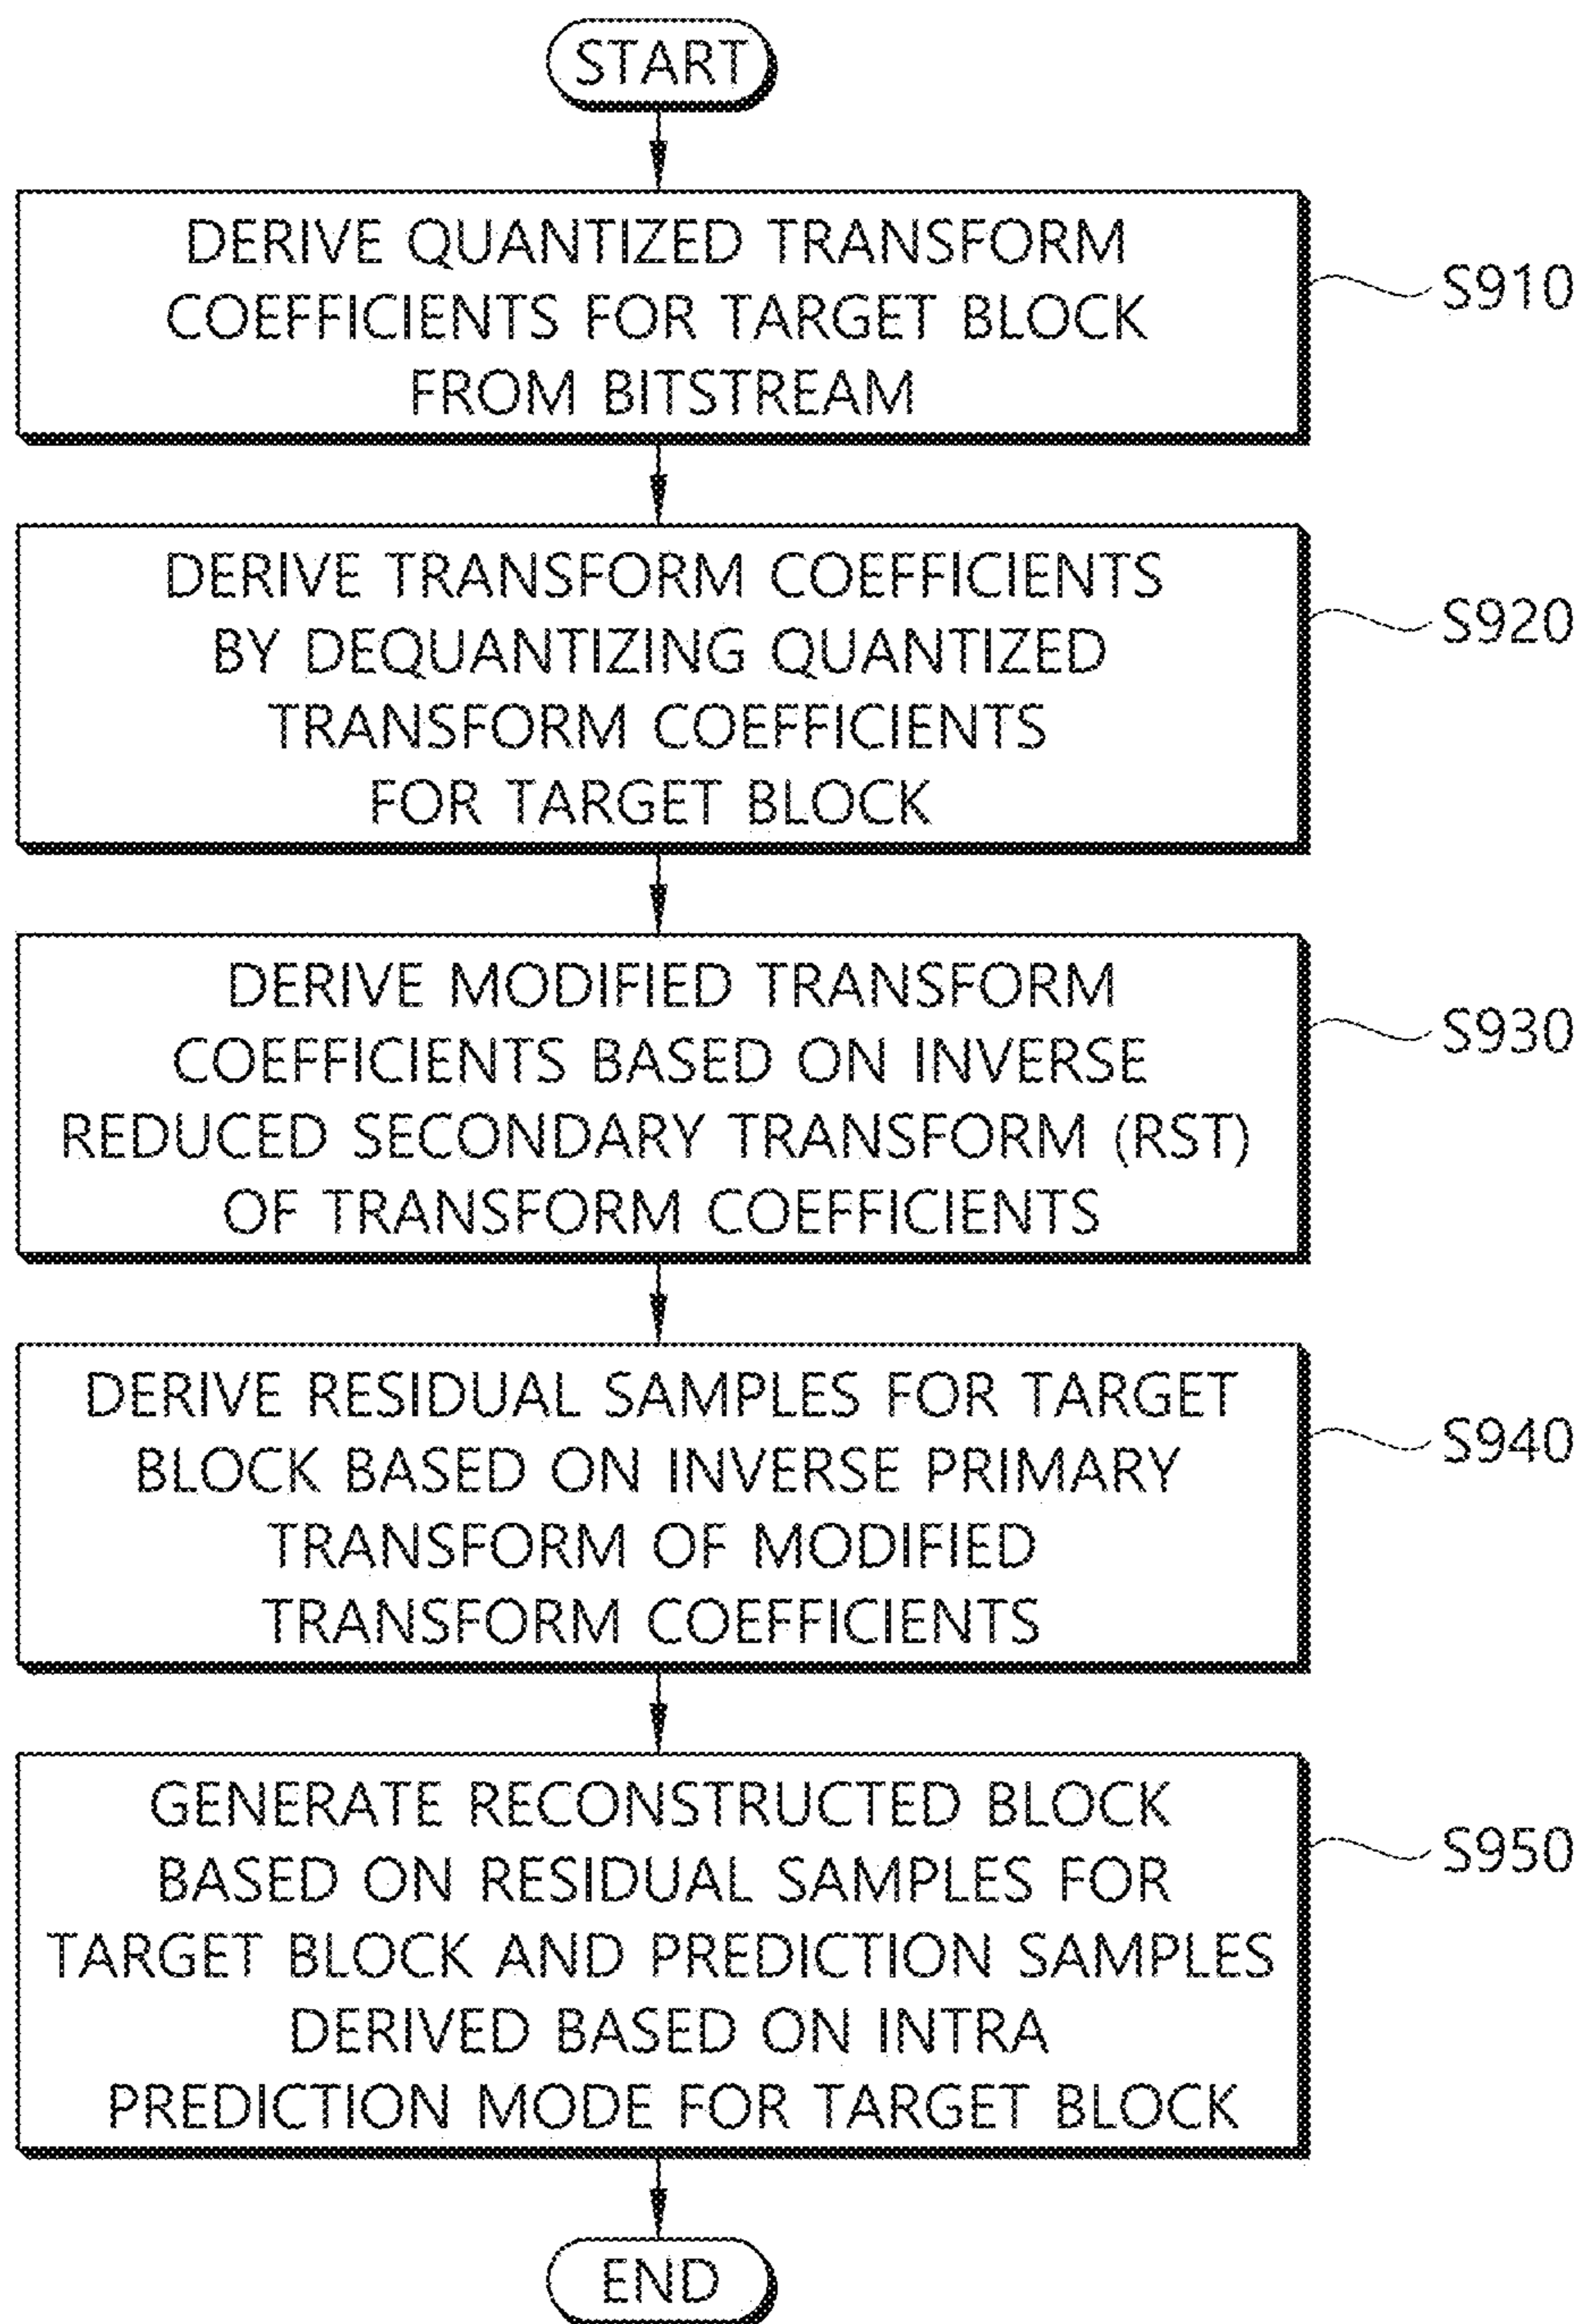 START
DERIVE QUANTIZED TRANSFORM
COEFFICIENTS FOR TARGET BLOCK
FROM BITSTREAM
S910
DERIVE TRANSFORM COEFFICIENTS
BY DEQUANTIZING QUANTIZED
TRANSFORM COEFFICIENTS
FOR TARGET BLOCK
S920
DERIVE MODIFIED TRANSFORM
COEFFICIENTS BASED ON INVERSE
REDUCED SECONDARY TRANSFORM (RST)
OF TRANSFORM COEFFICIENTS
S930
DERIVE RESIDUAL SAMPLES FOR TARGET
BLOCK BASED ON INVERSE PRIMARY
TRANSFORM OF MODIFIED
TRANSFORM COEFFICIENTS
S940
GENERATE RECONSTRUCTED BLOCK
BASED ON RESIDUAL SAMPLES FOR
TARGET BLOCK AND PREDICTION SAMPLES
DERIVED BASED ON INTRA
PREDICTION MODE FOR TARGET BLOCK
S950
END